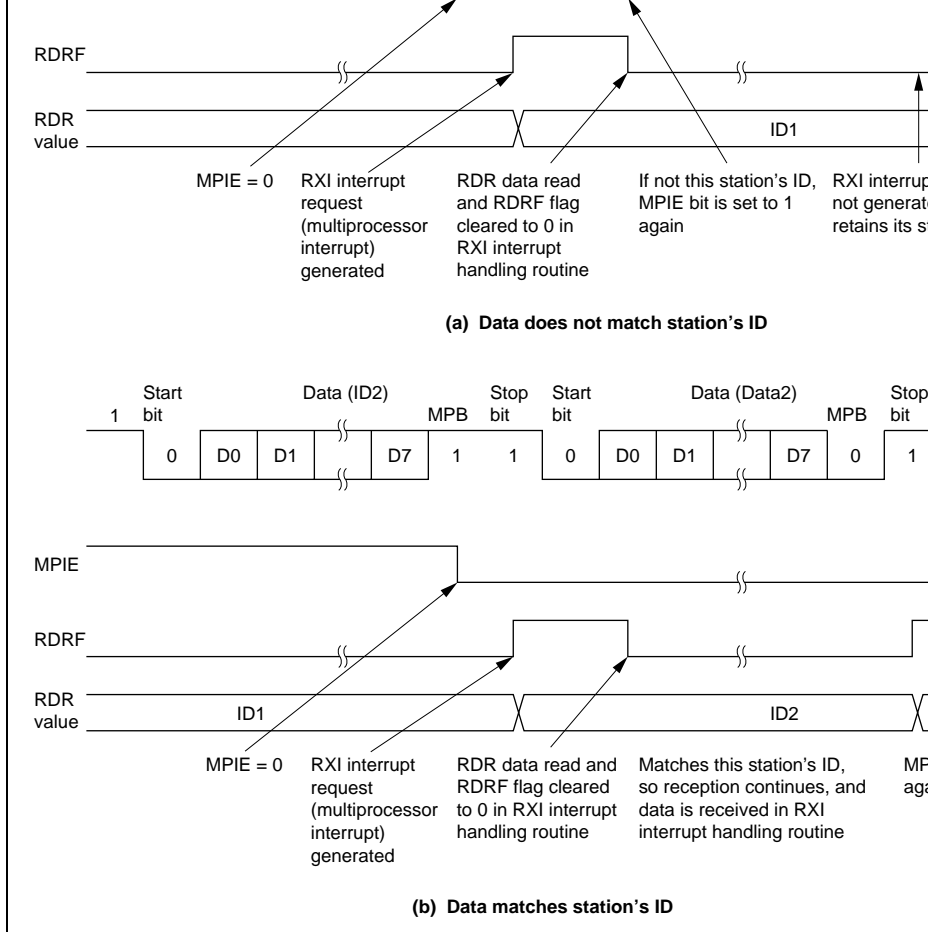 RDRF
RDR
value
ID1
MPIE = 0
RXI interrupt
request
(multiprocessor
interrupt)
generated
RDR data read
and RDRF flag
cleared to 0 in
RXI interrupt
handling routine
If not this station's ID,
MPIE bit is set to 1
again
RXI interrup
not generat
retains its s
(a) Data does not match station's ID
1
Start
bit
Data (ID2)
MPB
Stop
bit
Start
bit
Data (Data2)
MPB
Stop
bit
0 D0 D1 D7 1 1 0 D0 D1 D7 0 1
MPIE
RDRF
RDR
value
ID1
ID2
MPIE = 0
RXI interrupt
request
(multiprocessor
interrupt)
generated
RDR data read and
RDRF flag cleared
to 0 in RXI interrupt
handling routine
Matches this station's ID,
so reception continues, and
data is received in RXI
interrupt handling routine
MP
aga
(b) Data matches station's ID